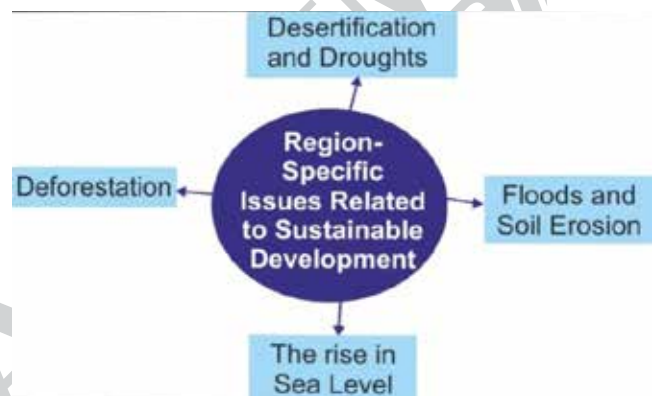 Desertification
and Droughts
Region-
Specific
Issues Related
to Sustainable
Development
Deforestation
Floods and
Soil Erosion
The rise in
Sea Level